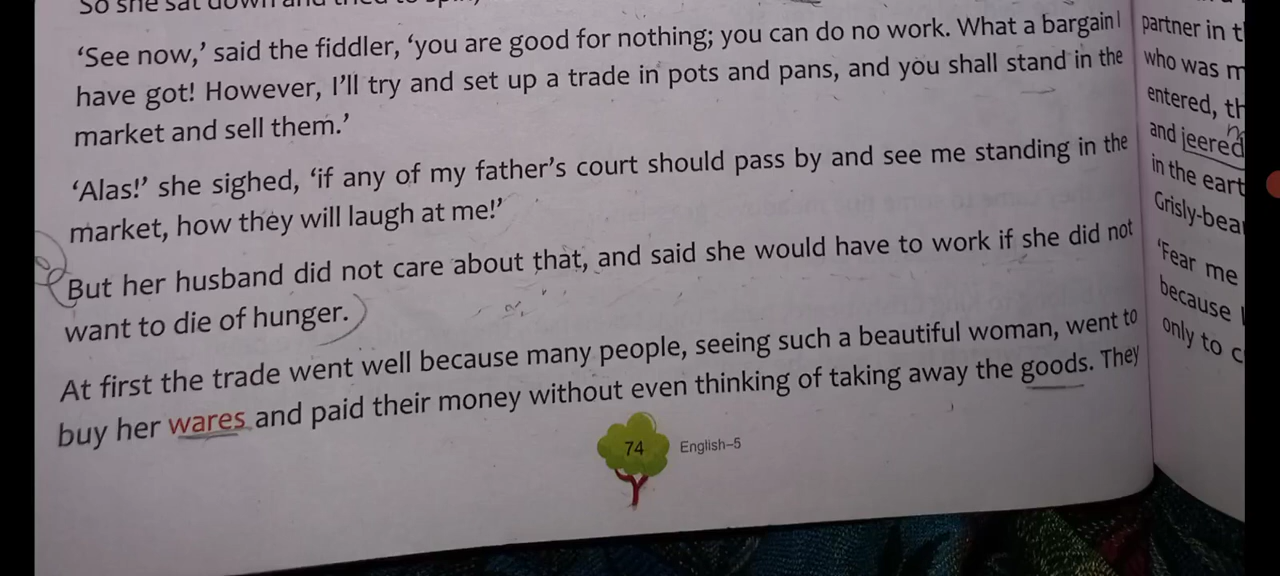 So she sat down and tried to spin,
‘See now,’ said the fiddler, ‘you are good for nothing; you can do no work. What a bargain I
have got! However, I’ll try and set up a trade in pots and pans, and you shall stand in the
market and sell them.’
‘Alas!’ she sighed, ‘if any of my father’s court should pass by and see me standing in the
market, how they will laugh at me!’
But her husband did not care about that, and said she would have to work if she did not
want to die of hunger.
At first the trade went well because many people, seeing such a beautiful woman, went to
buy her wares and paid their money without even thinking of taking away the goods. They
74 English–5
partner in
who was
entered,
and jeered
in the
Grisly-
‘Fear me
because
only to